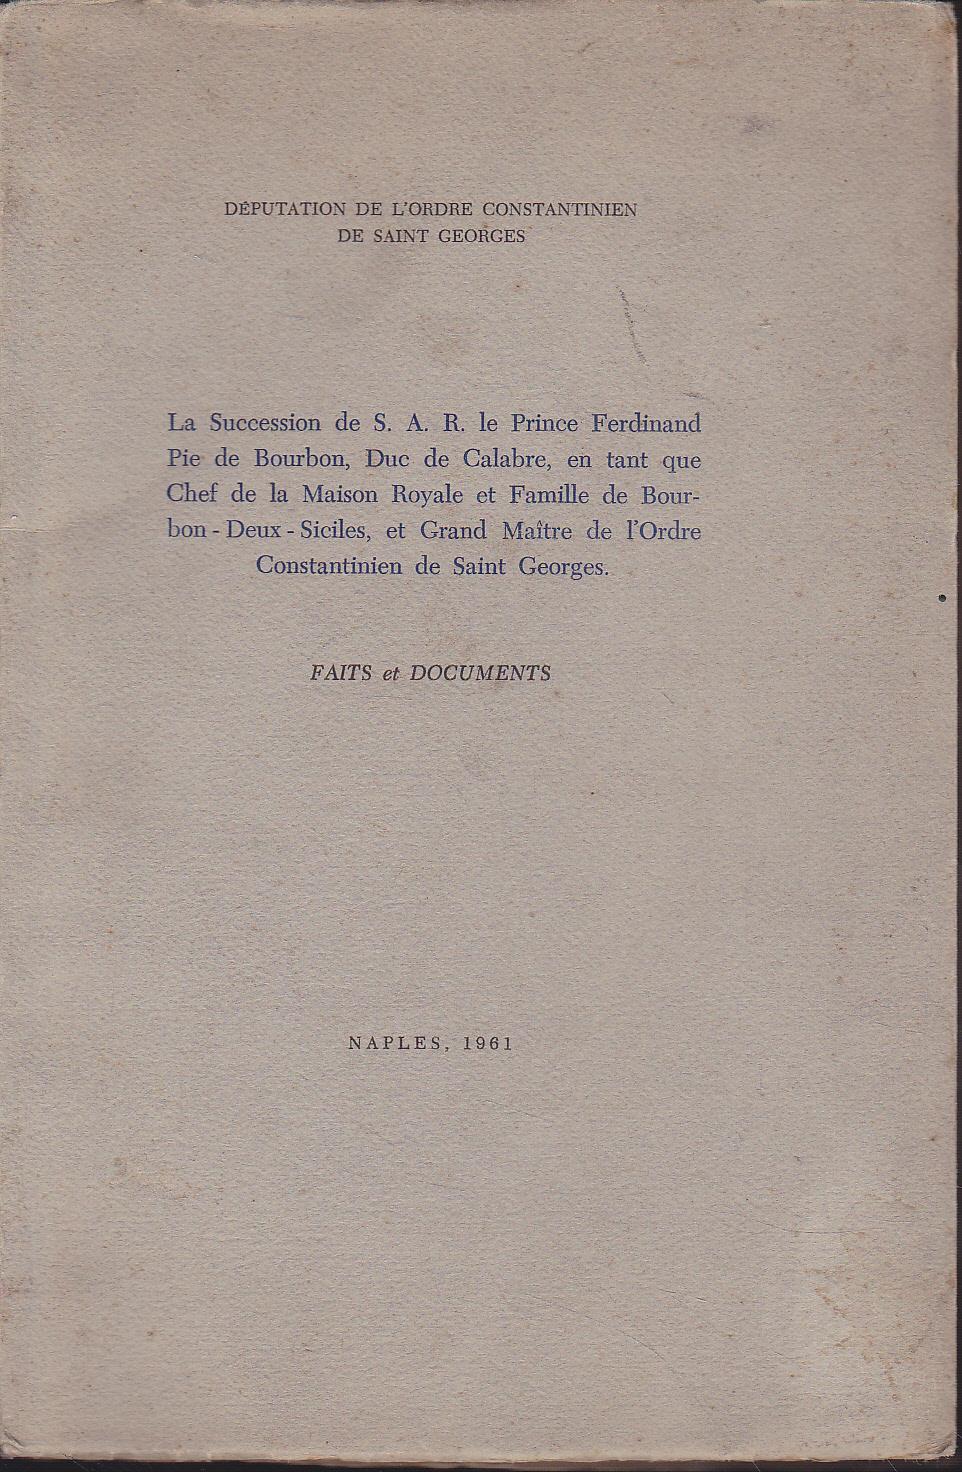 DÉPUTATION DE L'ORDRE CONSTANTINIEN
DE SAINT GEORGES
La Succession de S. A. R. le Prince Ferdinand
Pie de Bourbon, Duc de Calabre, en tant que
Chef de la Maison Royale et Famille de Bour-
bon - Deux - Siciles, et Grand Maître de l'Ordre
Constantinien de Saint Georges.
FAITS et DOCUMENTS
NAPLES, 1961